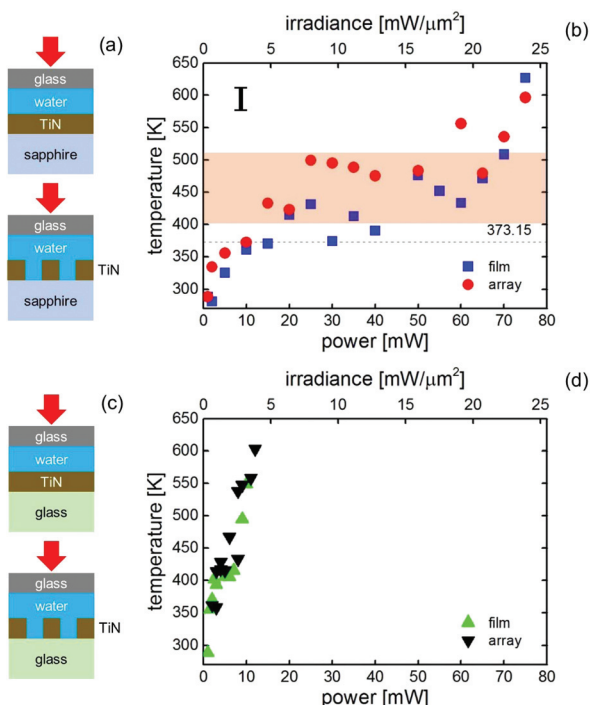 (a)
glass
water
TiN
sapphire
glass
water
TiN
sapphire
(b)
irradiance [mW/μm²]
0 5 10 15 20 25
650
600
550
500
450
400
350
300
temperature [K]
373.15
film
array
0 10 20 30 40 50 60 70 80
power [mW]
(c)
glass
water
TiN
glass
glass
water
TiN
glass
(d)
irradiance [mW/μm²]
0 5 10 15 20 25
650
600
550
500
450
400
350
300
temperature [K]
film
array
0 10 20 30 40 50 60 70 80
power [mW]